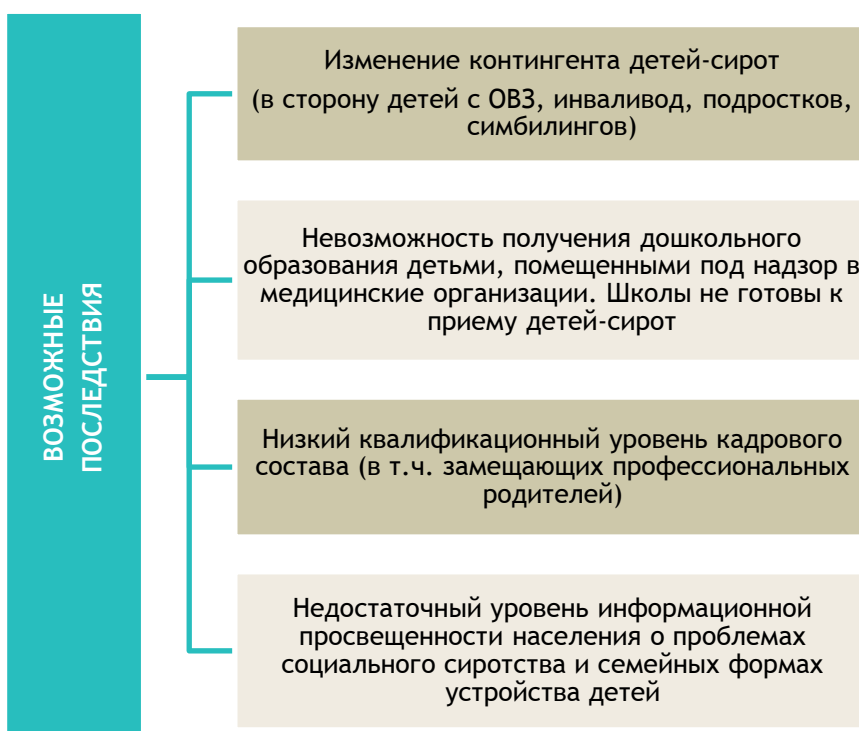 ВОЗМОЖНЫЕ
ПОСЛЕДСТВИЯ
Изменение контингента детей-сирот
(в сторону детей с ОВЗ, инваливод, подростков,
симбилингов)
Невозможность получения дошкольного
образования детьми, помещенными под надзор в
медицинские организации. Школы не готовы к
приему детей-сирот
Низкий квалификационный уровень кадрового
состава (в т.ч. замещающих профессиональных
родителей)
Недостаточный уровень информационной
просвещенности населения о проблемах
социального сиротства и семейных формах
устройства детей